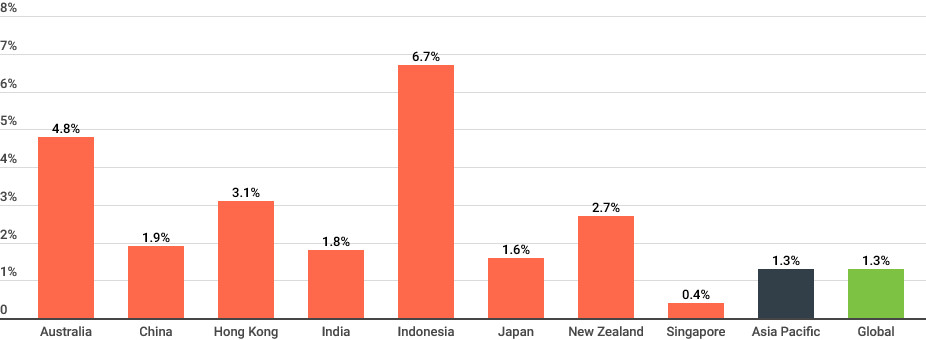 8%
7%
6%
5%
4%
3%
2%
1%
0
4.8%
1.9%
3.1%
1.8%
6.7%
1.6%
2.7%
0.4%
1.3%
1.3%
Australia
China
Hong Kong
India
Indonesia
Japan
New Zealand
Singapore
Asia Pacific
Global